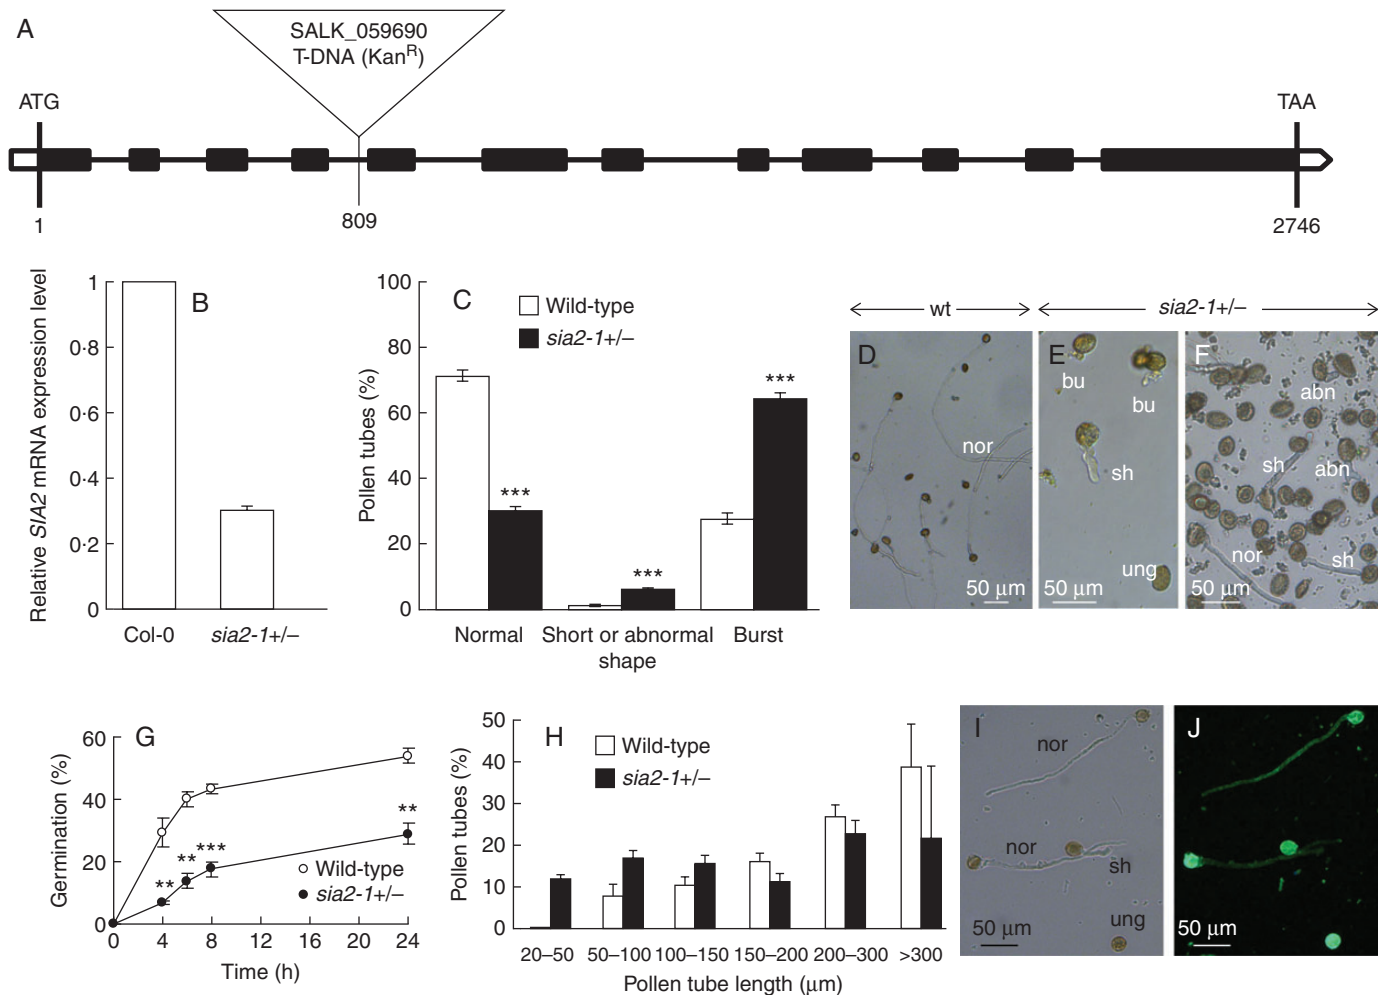 A
SALK_059690
T-DNA (KanR)
ATG
TAA
1
809
2746
B
Relative SIA2 mRNA expression level
1
0·8
0·6
0·4
0·2
0
Col-0
sia2-1+/–
C
Pollen tubes (%)
100
80
60
40
20
0
Wild-type
sia2-1+/–
***
***
***
Normal
Short or abnormal
shape
Burst
wt
sia2-1+/–
D
nor
50 µm
E
bu
bu
sh
ung
50 µm
F
abn
sh
abn
nor
sh
50 µm
G
Germination (%)
60
40
20
0
**
**
***
**
Wild-type
sia2-1+/–
0
4
8
12
16
20
24
Time (h)
H
Pollen tubes (%)
50
40
30
20
10
0
Wild-type
sia2-1+/–
20–50
50–100
100–150
150–200
200–300
>300
Pollen tube length (µm)
I
nor
nor
sh
ung
50 µm
J
50 µm